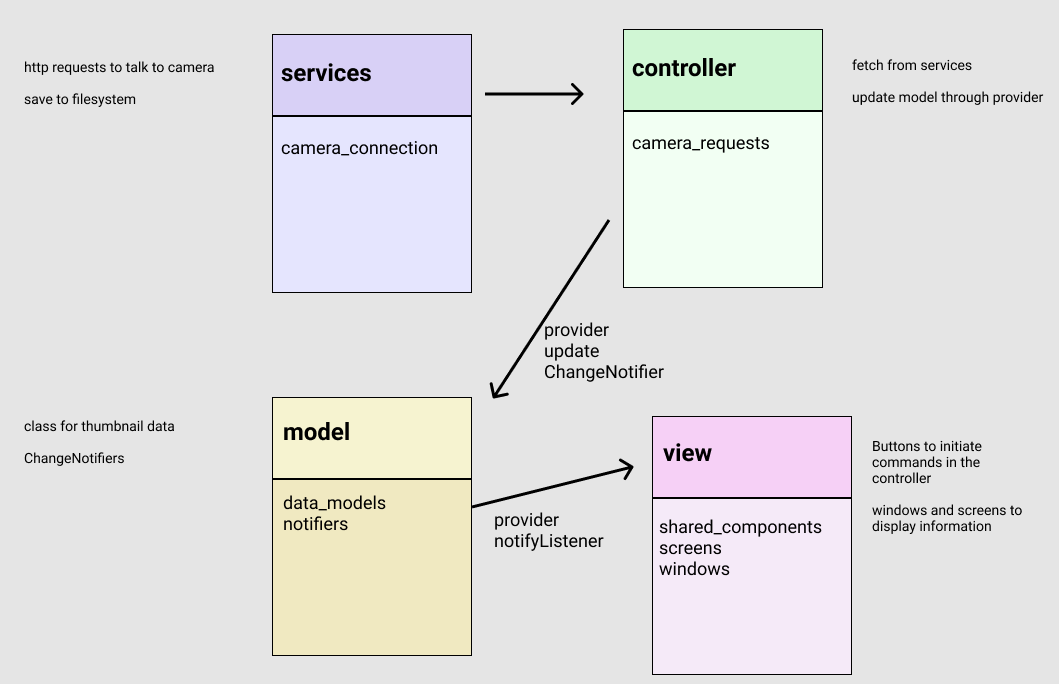 http requests to talk to camera
save to filesystem
services
camera_connection
controller
camera_requests
fetch from services
update model through provider
provider
update
ChangeNotifier
class for thumbnail data
ChangeNotifiers
model
data_models
notifiers
provider
notifyListener
view
shared_components
screens
windows
Buttons to initiate
commands in the
controller
windows and screens to
display information